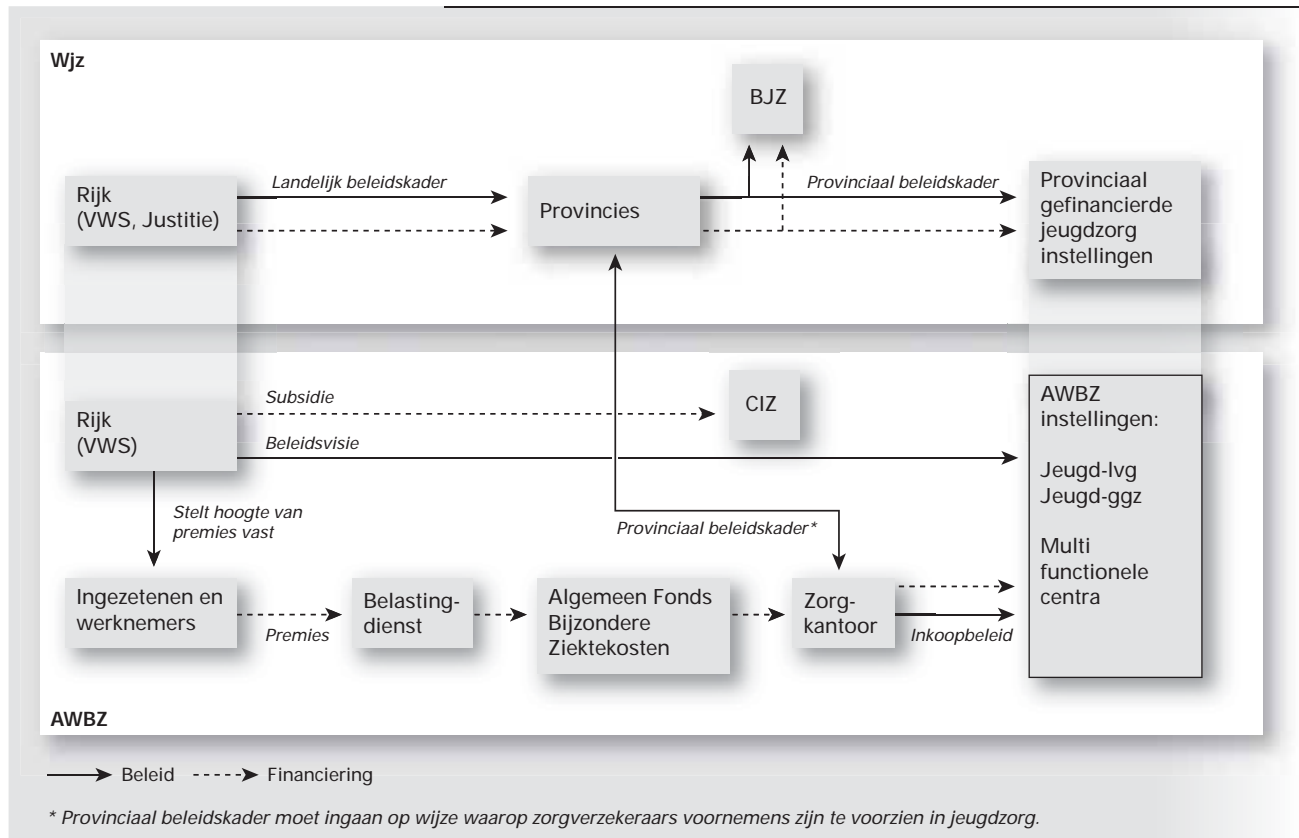 Wjz
BJZ
Rijk
(VWS, Justitie)
Landelijk beleidskader
Provincies
Provinciaal beleidskader
Provinciaal
gefinancierde
jeugdzorg
instellingen
Rijk
(VWS)
Subsidie
CIZ
Beleidsvisie
AWBZ
instellingen:
Jeugd-lvg
Jeugd-ggz
Multi
functionele
centra
Stelt hoogte van
premies vast
Provinciaal beleidskader*
Ingezetenen en
werknemers
Premies
Belasting-
dienst
Algemeen Fonds
Bijzondere
Ziektekosten
Zorg-
kantoor
Inkoopbeleid
AWBZ
Beleid
Financiering
* Provinciaal beleidskader moet ingaan op wijze waarop zorgverzekeraars voornemens zijn te voorzien in jeugdzorg.